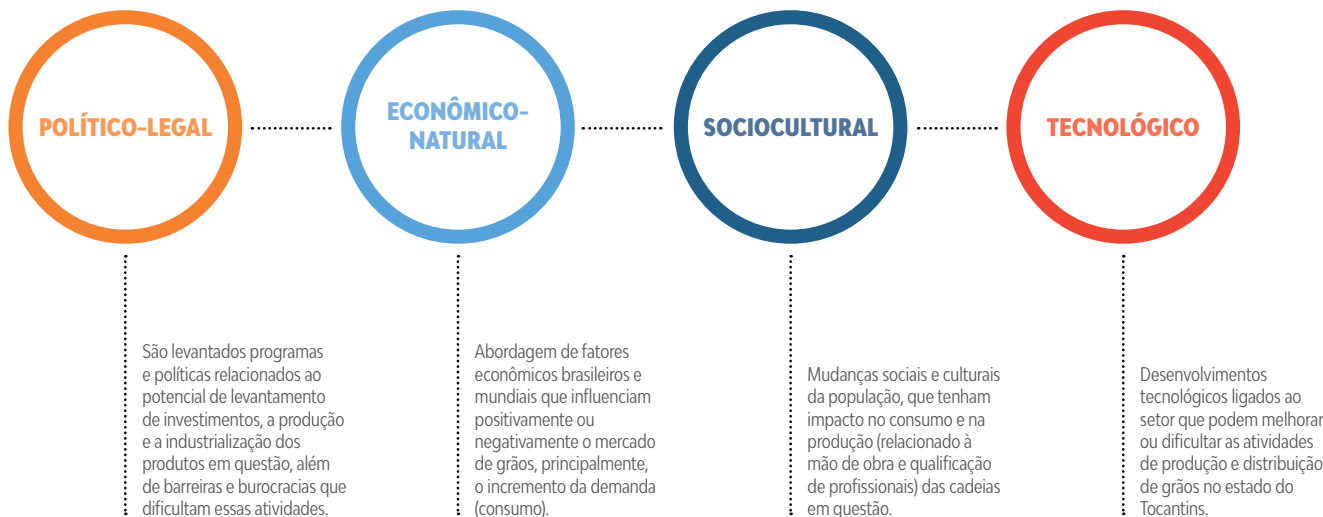 POLÍTICO-LEGAL
ECONÔMICO-
NATURAL
SOCIOCULTURAL
TECNOLÓGICO
São levantados programas
e políticas relacionados ao
potencial de levantamento
de investimentos, a produção
e a industrialização dos
produtos em questão, além
de barreiras e burocracias que
dificultam essas atividades.
Abordagem de fatores
econômicos brasileiros e
mundiais que influenciam
positivamente ou
negativamente o mercado
de grãos, principalmente,
o incremento da demanda
(consumo).
Mudanças sociais e culturais
da população, que tenham
impacto no consumo e na
produção (relacionado à
mão de obra e qualificação
de profissionais) das cadeias
em questão.
Desenvolvimentos
tecnológicos ligados ao
setor que podem melhorar
ou dificultar as atividades
de produção e distribuição
de grãos no estado do
Tocantins.